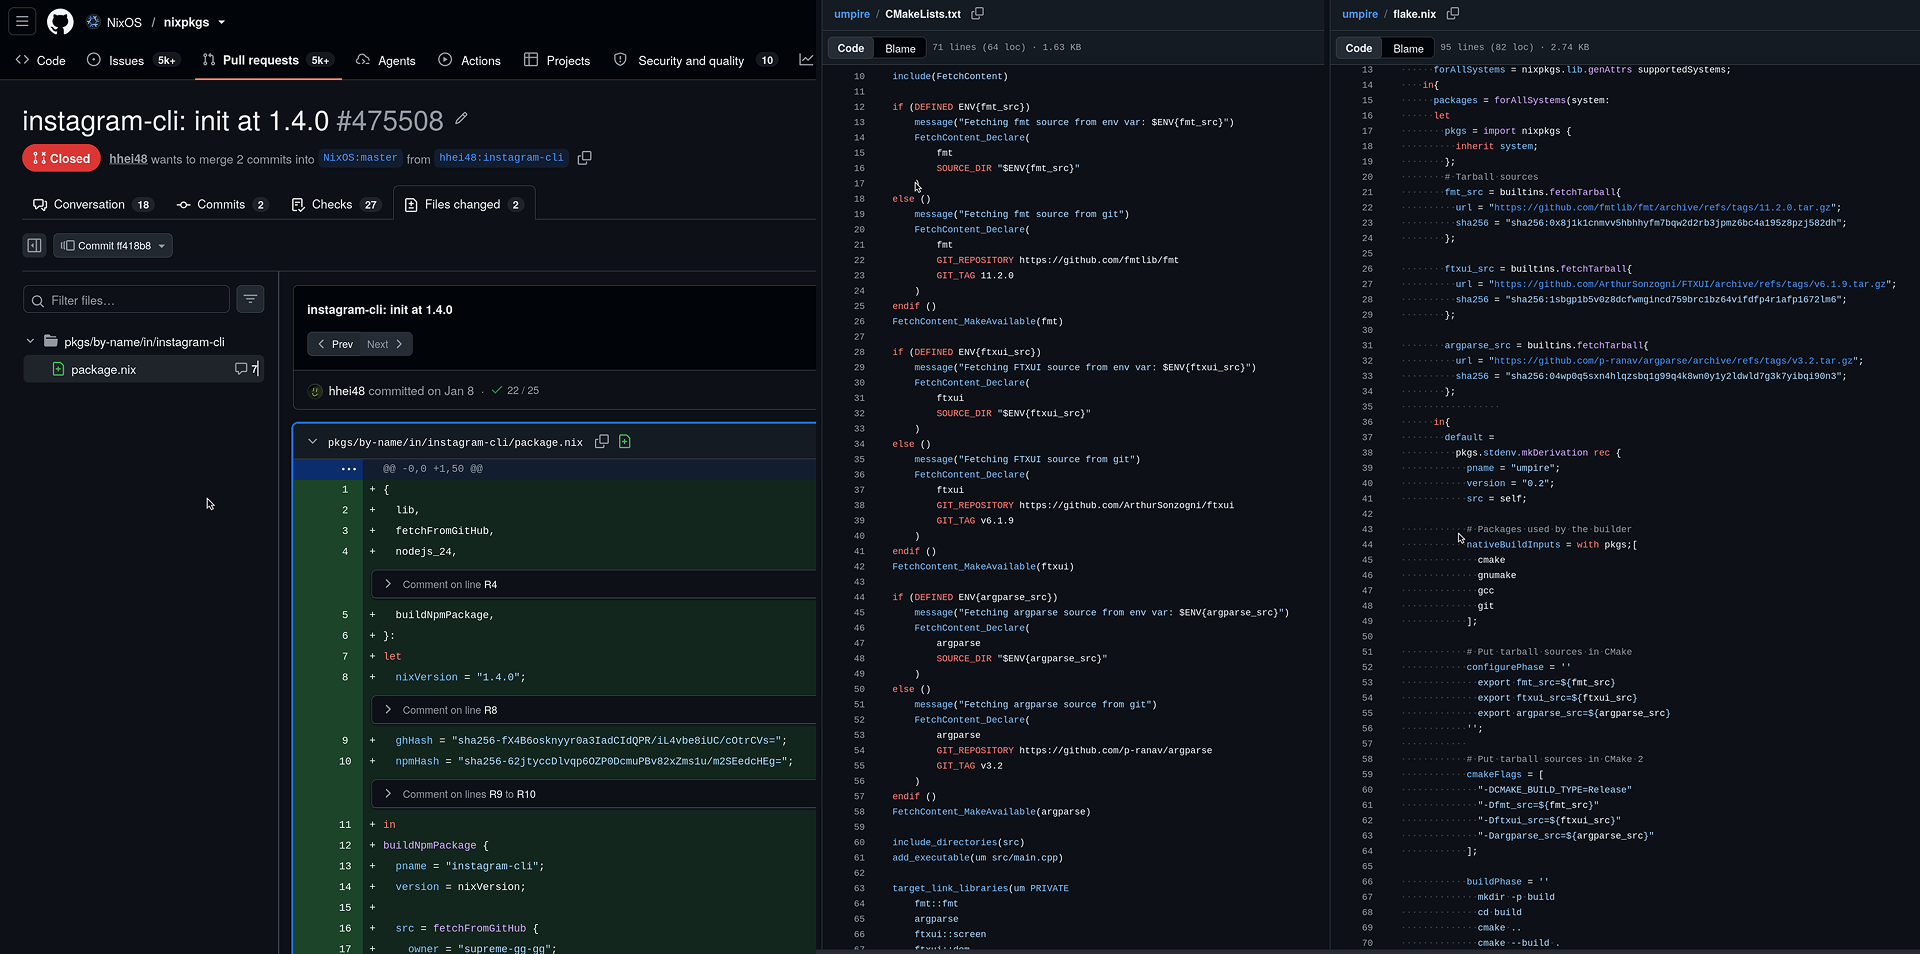 NixOS / nixpkgs
Code
Issues 5k+
Pull requests 5k+
Agents
Actions
Projects
Security and quality 10
instagram-cli: init at 1.4.0 #475508
Closed hhei48 wants to merge 2 commits into NixOS:master from hhei48:instagram-cli
Conversation 18
Commits 2
Checks 27
Files changed 2
Commit ff418b8
Filter files...
pkgs/by-name/in/instagram-cli
package.nix 7
instagram-cli: init at 1.4.0
Prev Next
hhei48 committed on Jan 8 · 22 / 25
pkgs/by-name/in/instagram-cli/package.nix
@@ -0,0 +1,50 @@
1 + {
2 + lib,
3 + fetchFromGitHub,
4 + nodejs_24,
Comment on line R4
5 + buildNpmPackage,
6 + }:
7 + let
8 + nixVersion = "1.4.0";
Comment on line R8
9 + ghHash = "sha256-fX4B6osknyyr0a3IadCIdQPR/iL4vbe8iUC/cOtrCVs=";
10 + npmHash = "sha256-62jtyccDlvqp6OZP0DcmuPBv82xZms1u/m2SEedcHEg=";
Comment on lines R9 to R10
11 + in
12 + buildNpmPackage {
13 + pname = "instagram-cli";
14 + version = nixVersion;
15 +
16 + src = fetchFromGitHub {
17 + owner = "supreme-gg-gg";
umpire / CMakeLists.txt
Code Blame 71 lines (64 loc) · 1.63 KB
10 include(FetchContent)
11
12 if (DEFINED ENV{fmt_src})
13 message("Fetching fmt source from env var: $ENV{fmt_src}")
14 FetchContent_Declare(
15 fmt
16 SOURCE_DIR "$ENV{fmt_src}"
17 )
18 else ()
19 message("Fetching fmt source from git")
20 FetchContent_Declare(
21 fmt
22 GIT_REPOSITORY https://github.com/fmtlib/fmt
23 GIT_TAG 11.2.0
24 )
25 endif ()
26 FetchContent_MakeAvailable(fmt)
27
28 if (DEFINED ENV{ftxui_src})
29 message("Fetching FTXUI source from env var: $ENV{ftxui_src}")
30 FetchContent_Declare(
31 ftxui
32 SOURCE_DIR "$ENV{ftxui_src}"
33 )
34 else ()
35 message("Fetching FTXUI source from git")
36 FetchContent_Declare(
37 ftxui
38 GIT_REPOSITORY https://github.com/ArthurSonzogni/ftxui
39 GIT_TAG v6.1.9
40 )
41 endif ()
42 FetchContent_MakeAvailable(ftxui)
43
44 if (DEFINED ENV{argparse_src})
45 message("Fetching argparse source from env var: $ENV{argparse_src}")
46 FetchContent_Declare(
47 argparse
48 SOURCE_DIR "$ENV{argparse_src}"
49 )
50 else ()
51 message("Fetching argparse source from git")
52 FetchContent_Declare(
53 argparse
54 GIT_REPOSITORY https://github.com/p-ranav/argparse
55 GIT_TAG v3.2
56 )
57 endif ()
58 FetchContent_MakeAvailable(argparse)
59
60 include_directories(src)
61 add_executable(um src/main.cpp)
62
63 target_link_libraries(um PRIVATE
64 fmt::fmt
65 argparse
66 ftxui::screen
67 ftxui::dom
umpire / flake.nix
Code Blame 95 lines (82 loc) · 2.74 KB
13 forAllSystems = nixpkgs.lib.genAttrs supportedSystems;
14 in{
15 packages = forAllSystems(system:
16 let
17 pkgs = import nixpkgs {
18 inherit system;
19 };
20 # Tarball sources
21 fmt_src = builtins.fetchTarball{
22 url = "https://github.com/fmtlib/fmt/archive/refs/tags/11.2.0.tar.gz";
23 sha256 = "sha256:0x8j1k1cnmvv5hbhhyfm7bqw2d2rb3jpmz6bc4a195z8pzj582dh";
24 };
25
26 ftxui_src = builtins.fetchTarball{
27 url = "https://github.com/ArthurSonzogni/FTXUI/archive/refs/tags/v6.1.9.tar.gz";
28 sha256 = "sha256:1sbgp1b5v0z8dcfwmgincd759brc1bz64vifdfp4r1afp1672lm6";
29 };
30
31 argparse_src = builtins.fetchTarball{
32 url = "https://github.com/p-ranav/argparse/archive/refs/tags/v3.2.tar.gz";
33 sha256 = "sha256:04wp0q5sxn4hlqzsbq1g99q4k8wn0y1y2ldwld7g3k7yibqi90n3";
34 };
35
36 in{
37 default =
38 pkgs.stdenv.mkDerivation rec {
39 pname = "umpire";
40 version = "0.2";
41 src = self;
42
43 # Packages used by the builder
44 nativeBuildInputs = with pkgs;[
45 cmake
46 gnumake
47 gcc
48 git
49 ];
50
51 # Put tarball sources in CMake
52 configurePhase = ''
53 export fmt_src=${fmt_src}
54 export ftxui_src=${ftxui_src}
55 export argparse_src=${argparse_src}
56 '';
57
58 # Put tarball sources in CMake 2
59 cmakeFlags = [
60 "-DCMAKE_BUILD_TYPE=Release"
61 "-Dfmt_src=${fmt_src}"
62 "-Dftxui_src=${ftxui_src}"
63 "-Dargparse_src=${argparse_src}"
64 ];
65
66 buildPhase = ''
67 mkdir -p build
68 cd build
69 cmake ..
70 cmake --build .